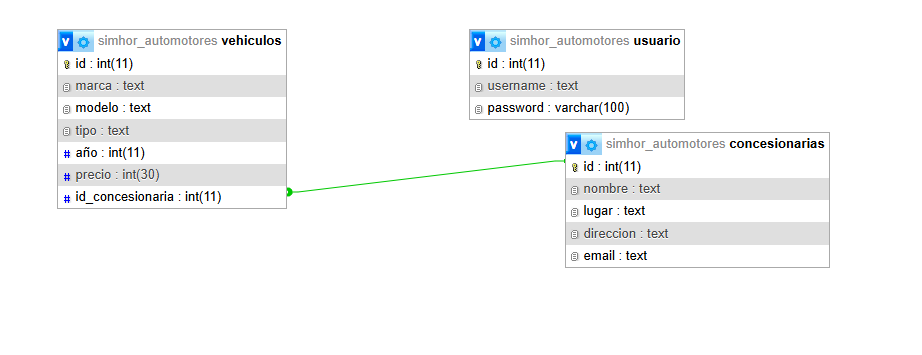 simhor_automotores vehiculos
id : int(11)
marca : text
modelo : text
tipo : text
# año : int(11)
# precio : int(30)
# id_concesionaria : int(11)
simhor_automotores usuario
id : int(11)
username : text
password : varchar(100)
simhor_automotores concesionarias
id : int(11)
nombre : text
lugar : text
direccion : text
email : text